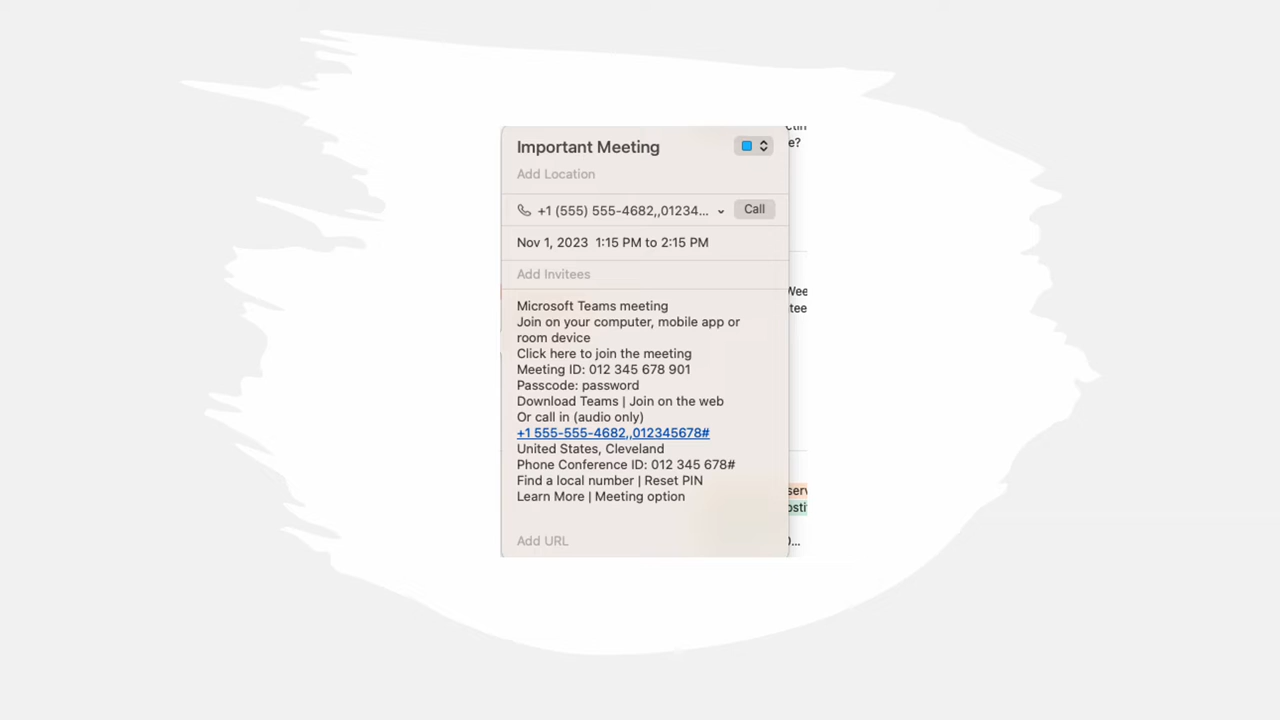 Important Meeting
Add Location
+1 (555) 555-4682,,01234... Call
Nov 1, 2023 1:15 PM to 2:15 PM
Add Invitees
Microsoft Teams meeting
Join on your computer, mobile app or
room device
Click here to join the meeting
Meeting ID: 012 345 678 901
Passcode: password
Download Teams | Join on the web
Or call in (audio only)
+1 555-555-4682,,012345678#
United States, Cleveland
Phone Conference ID: 012 345 678#
Find a local number | Reset PIN
Learn More | Meeting option
Add URL